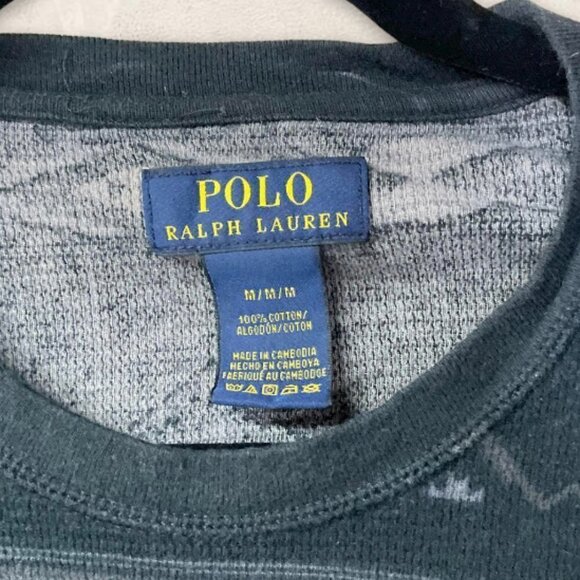 POLO
RALPH LAUREN
M/M/M
100% COTTON/
ALGODÓN/COTON
MADE IN CAMBODIA
HECHO EN CAMBOYA
FABRIQUÉ AU CAMBODGE